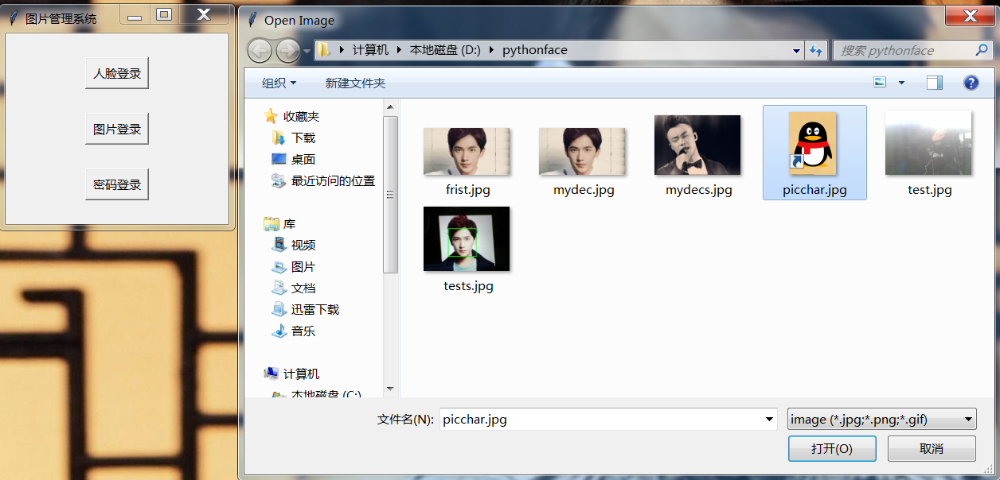 图片管理系统
人脸登录
图片登录
密码登录
Open Image
计算机 本地磁盘 (D:) pythonface
搜索 pythonface
组织 新建文件夹
收藏夹
下载
桌面
最近访问的位置
库
视频
图片
文档
迅雷下载
音乐
计算机
本地磁盘 (C:)
frist.jpg mydec.jpg mydecs.jpg picchar.jpg test.jpg
tests.jpg
文件名(N): picchar.jpg image (*.jpg;*.png;*.gif)
打开(O) 取消